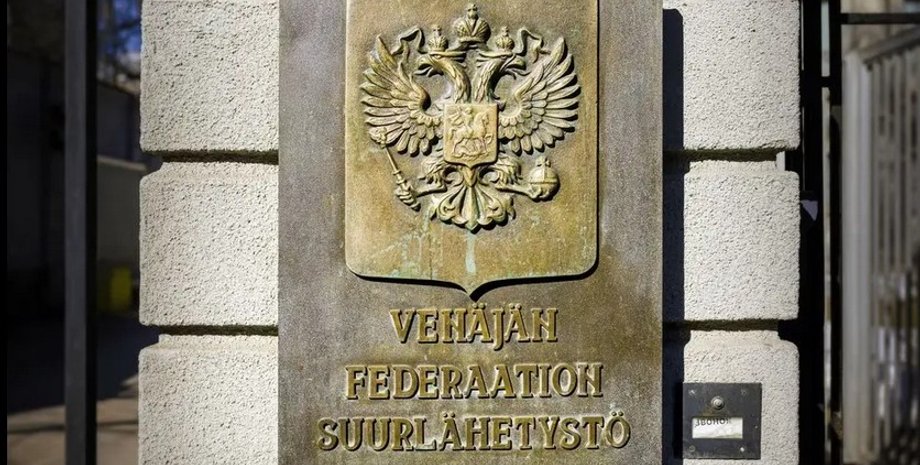 VENÄJÄN
FEDERAATION
SUURLÄHETYSTÖ
ЗВОНОК